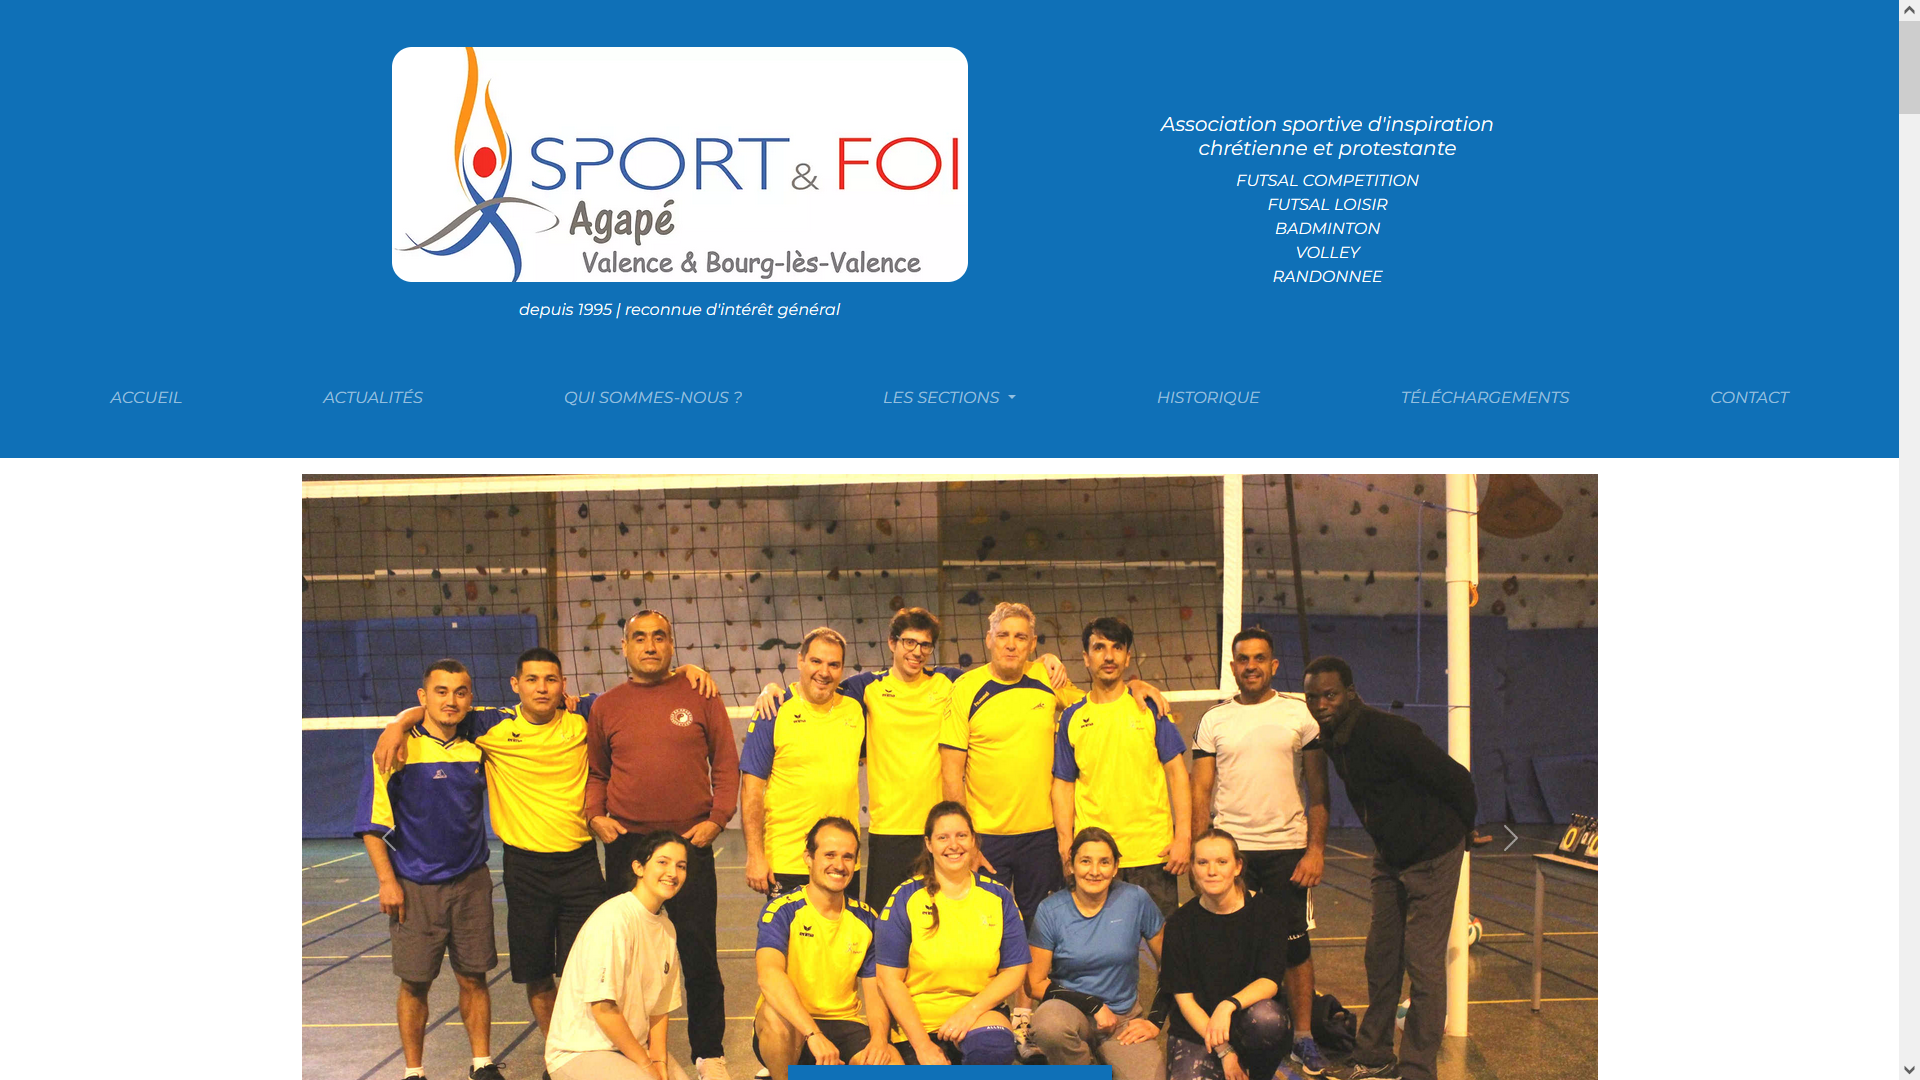 SPORT & FOI
Agapé
Valence & Bourg-lès-Valence
depuis 1995 | reconnue d'intérêt général
Association sportive d'inspiration
chrétienne et protestante
FUTSAL COMPETITION
FUTSAL LOISIR
BADMINTON
VOLLEY
RANDONNEE
ACCUEIL
ACTUALITÉS
QUI SOMMES-NOUS ?
LES SECTIONS
HISTORIQUE
TÉLÉCHARGEMENTS
CONTACT